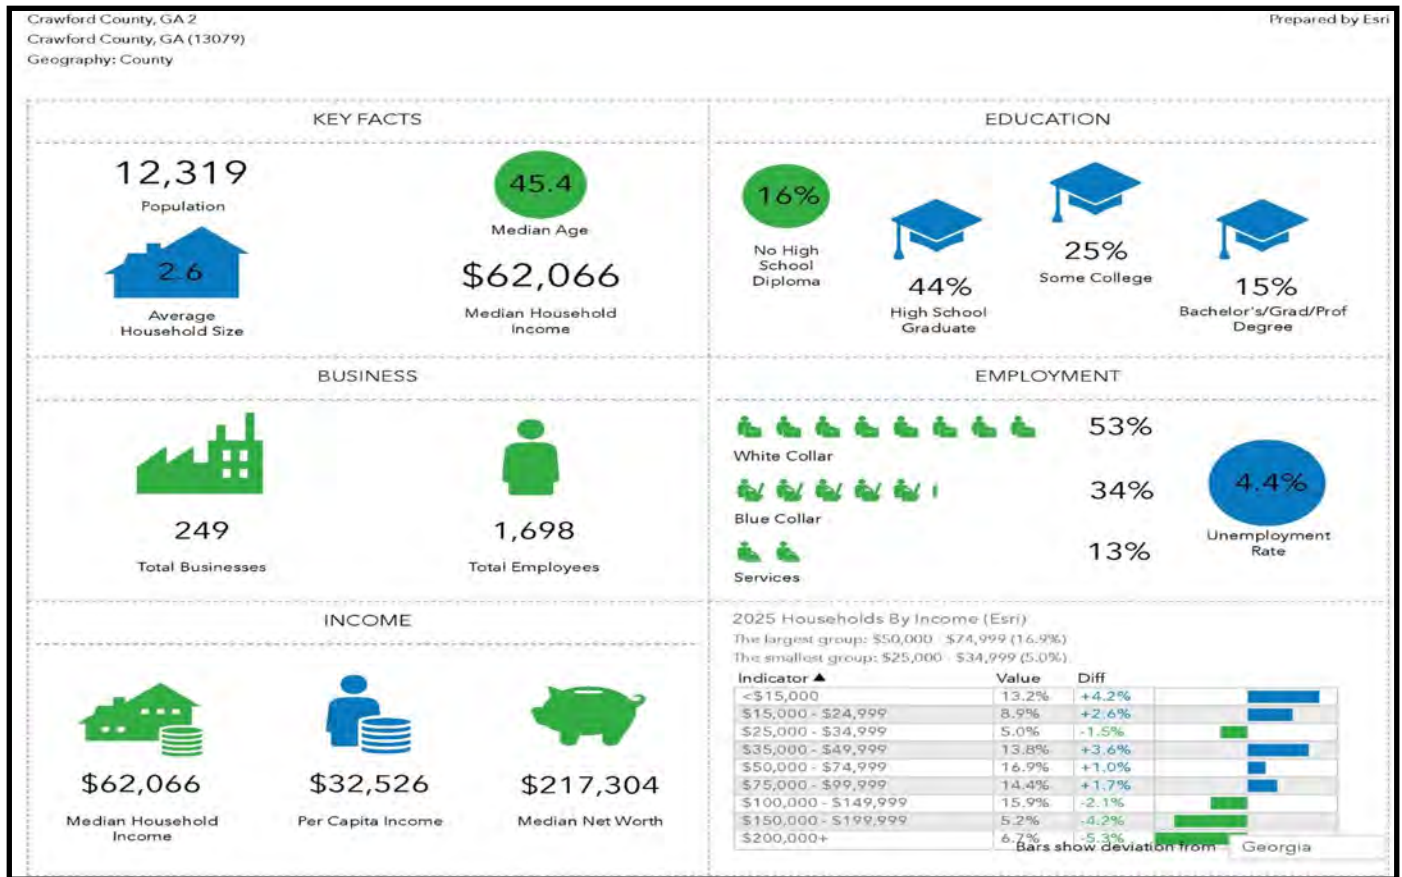 Crawford County, GA 2
Prepared by Esri
Crawford County, GA (13079)
Geography: County
KEY FACTS
12,319
Population
45.4
Median Age
2.6
Average
Household Size
$62,066
Median Household
Income
EDUCATION
16%
No High
School
Diploma
44%
High School
Graduate
25%
Some College
15%
Bachelor's/Grad/Prof
Degree
BUSINESS
249
Total Businesses
1,698
Total Employees
EMPLOYMENT
53%
White Collar
34%
Blue Collar
13%
Services
4.4%
Unemployment
Rate
INCOME
$62,066
Median Household
Income
$32,526
Per Capita Income
$217,304
Median Net Worth
2025 Households By Income (Esri)
The largest group: $50,000 - $74,999 (16.9%)
The smallest group: $25,000 - $34,999 (5.0%)
Indicator ▲ Value Diff
<$15,000 13.2% +4.2%
$15,000 - $24,999 8.9% +2.6%
$25,000 - $34,999 5.0% -1.5%
$35,000 - $49,999 13.8% +3.6%
$50,000 - $74,999 16.9% +1.0%
$75,000 - $99,999 14.4% +1.7%
$100,000 - $149,999 15.9% -2.1%
$150,000 - $199,999 5.2% -4.2%
$200,000+ 6.7% -5.3%
Bars show deviation from Georgia